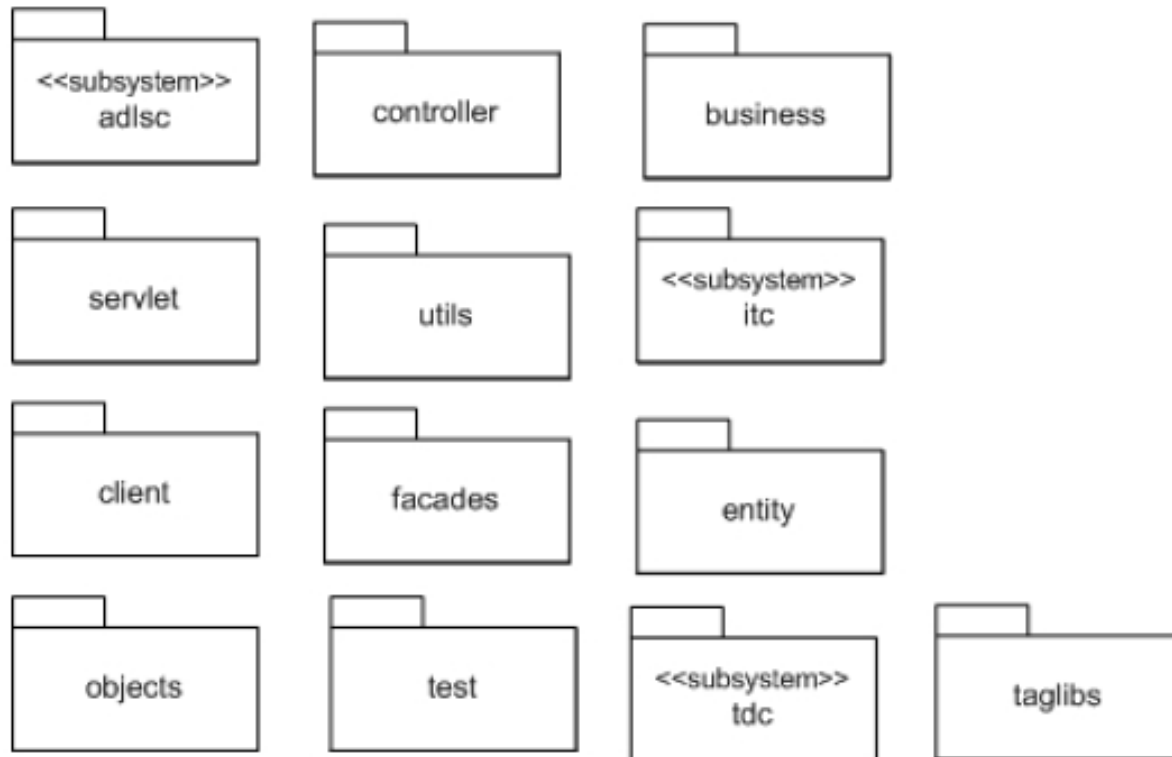 <<subsystem>>
adlsc
controller
business
servlet
utils
<<subsystem>>
itc
client
facades
entity
objects
test
<<subsystem>>
tdc
taglibs